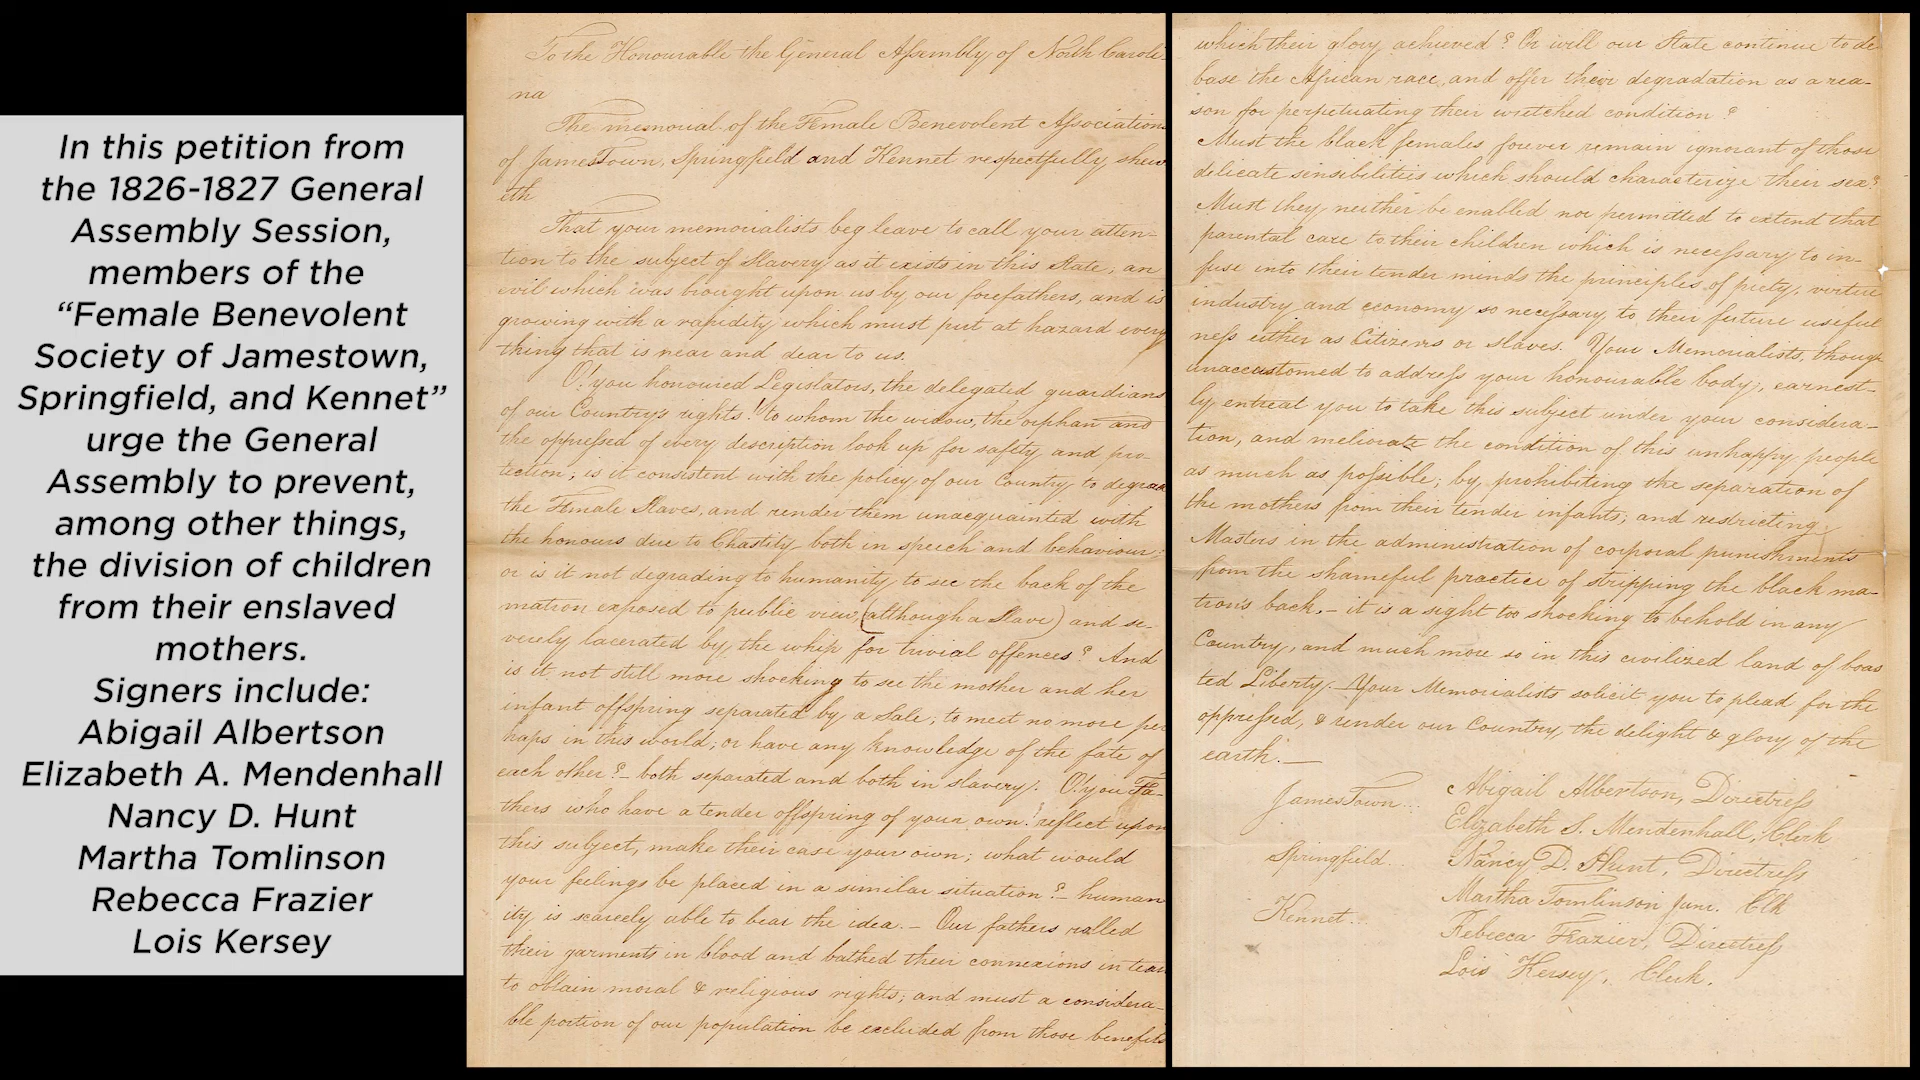 In this petition from
the 1826-1827 General
Assembly Session,
members of the
“Female Benevolent
Society of Jamestown,
Springfield, and Kennet”
urge the General
Assembly to prevent,
among other things,
the division of children
from their enslaved
mothers.
Signers include:
Abigail Albertson
Elizabeth A. Mendenhall
Nancy D. Hunt
Martha Tomlinson
Rebecca Frazier
Lois Kersey
To the Honourable the General Assembly of North Caroli-
na
The memorial of the Female Benevolent Association
of JamesTown, Springfield and Kennet respectfully shew
eth
That your memorialists beg leave to call your atten-
tion to the subject of Slavery as it exists in this State; an
evil which was brought upon us by our forefathers, and is
growing with a rapidity which must put at hazard every
thing that is near and dear to us.
O! you honoured Legislators, the delegated guardians
of our Country's rights! to whom the widow, the orphan and
the oppressed of every description look up for safety and pro-
tection; is it consistent with the policy of our Country to degrade
the Female Slaves, and render them unacquainted with
the honours due to Chastity both in speech and behaviour
or is it not degrading to humanity to see the back of the
matron exposed to public view (although a Slave) and se-
verely lacerated by the whip for trivial offences? And
is it not still more shocking to see the mother and her
infant offspring separated by a Sale; to meet no more per
haps in this world; or have any knowledge of the fate of
each other?—both separated and both in slavery. O! you Fa-
thers who have a tender offspring of your own! reflect upon
this subject, make their case your own; what would
your feelings be placed in a similar situation?—human
ity is scarcely able to bear the idea.— Our fathers rolled
their garments in blood and bathed their connexions in tears
to obtain moral & religious rights; and must a considera-
ble portion of our population be excluded from those benefits
which their glory achieved? Or will our State continue to de
base the African race, and offer their degradation as a rea-
son for perpetuating their wretched condition?
Must the black females forever remain ignorant of those
delicate sensibilities which should characterize their sex?
Must they neither be enabled nor permitted to extend that
parental care to their children which is necessary to in-
fuse into their tender minds the principles of piety, virtue
industry and economy so necessary to their future useful
ness either as Citizens or Slaves. Your Memorialists, though
unaccustomed to address your honourable body, earnest-
ly entreat you to take this subject under your considera-
tion, and meliorate the condition of this unhappy people
as much as possible; by prohibiting the separation of
the mothers from their tender infants; and restricting
Masters in the administration of corporal punishments
from the shameful practice of stripping the black ma-
tron's back.— it is a sight too shocking to behold in any
Country, and much more so in this civilized land of boas
ted Liberty.— Your Memorialists solicit you to plead for the
oppressed, & render our Country the delight & glory of the
earth.—
JamesTown... Abigail Albertson, Directress
Elizabeth S. Mendenhall, Clerk
Springfield.. Nancy D. Hunt, Directress
Martha Tomlinson Junr. Clk
Kennet... Rebecca Frazier, Directress
Lois Kersey, Clerk.